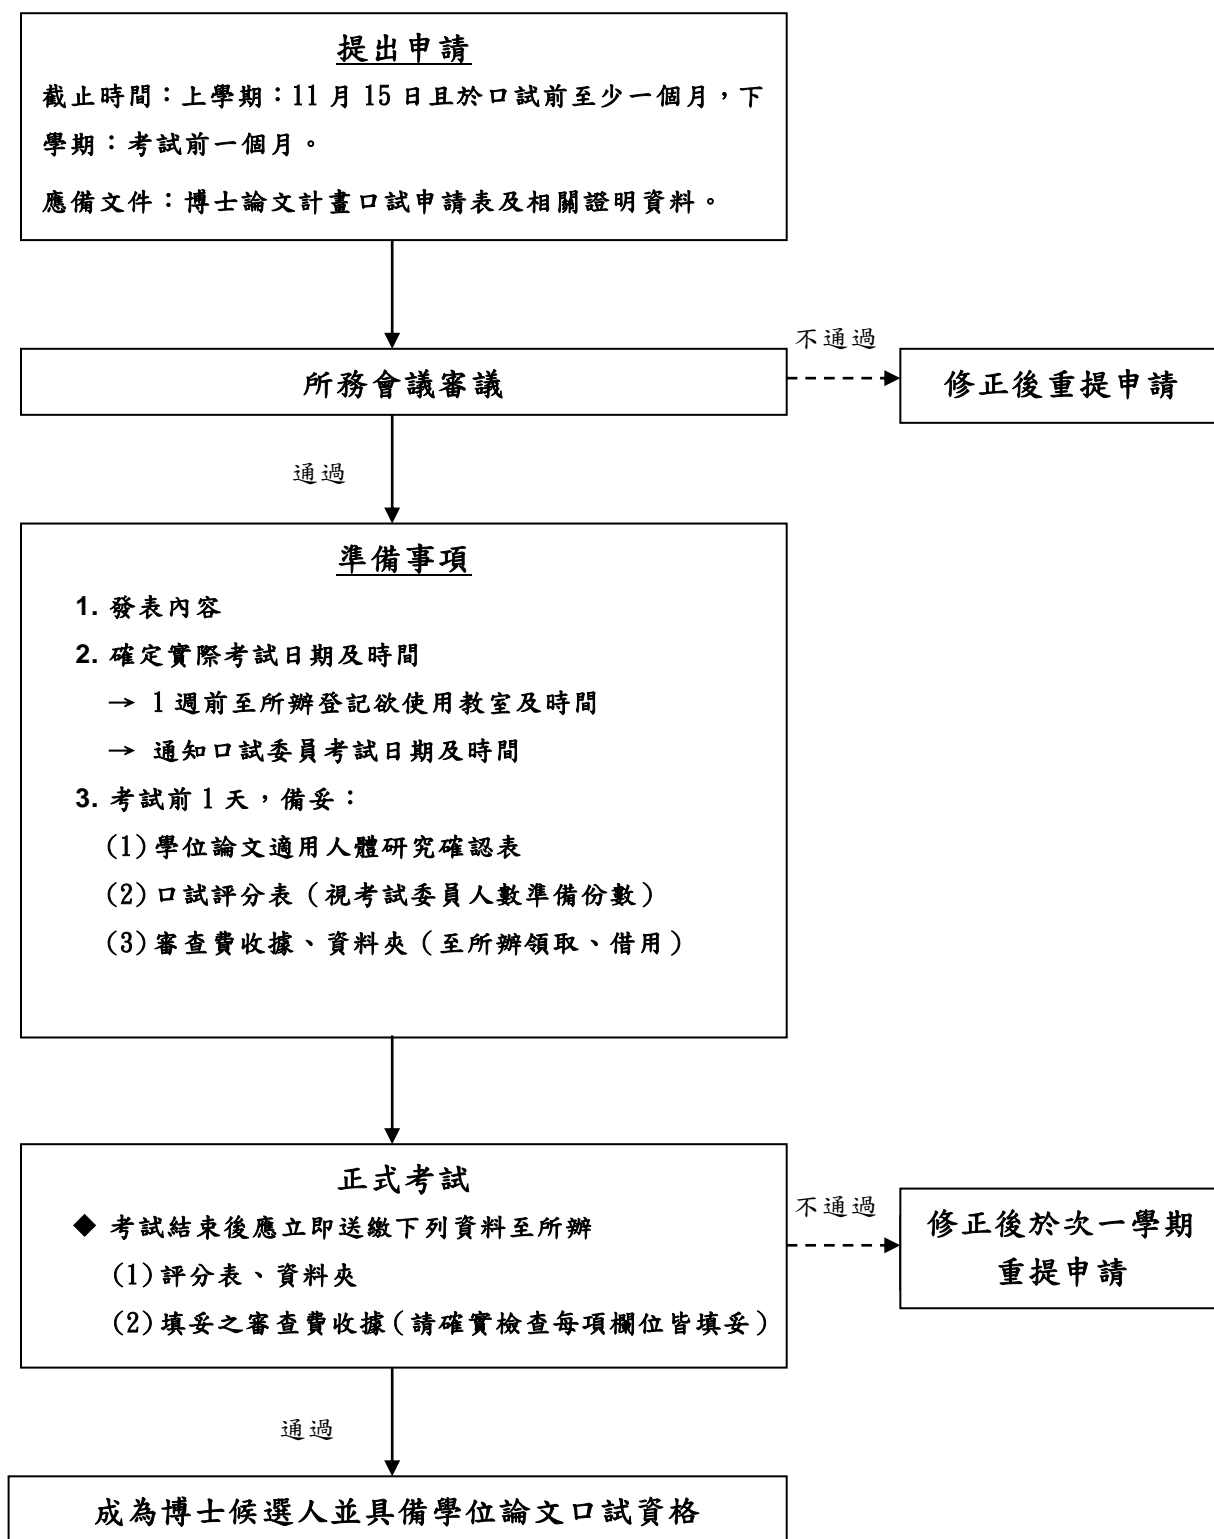 提出申請
截止時間：上學期：11 月 15 日且於口試前至少一個月，下
學期：考試前一個月。
應備文件：博士論文計畫口試申請表及相關證明資料。
不通過
所務會議審議
修正後重提申請
通過
準備事項
1. 發表內容
2. 確定實際考試日期及時間
→ 1 週前至所辦登記欲使用教室及時間
→ 通知口試委員考試日期及時間
3. 考試前 1 天，備妥：
(1)學位論文適用人體研究確認表
(2)口試評分表（視考試委員人數準備份數）
(3)審查費收據、資料夾（至所辦領取、借用）
正式考試
◆ 考試結束後應立即送繳下列資料至所辦
(1)評分表、資料夾
(2)填妥之審查費收據（請確實檢查每項欄位皆填妥）
不通過
修正後於次一學期
重提申請
通過
成為博士候選人並具備學位論文口試資格